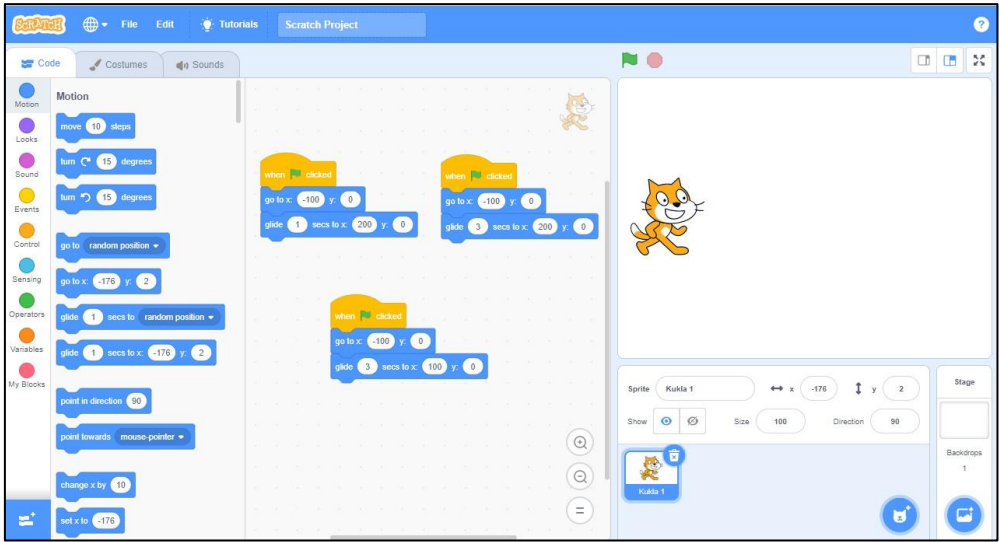 SCRATCH File Edit Tutorials Scratch Project ?
Code Costumes Sounds
Motion
Looks
Sound
Events
Control
Sensing
Operators
Variables
My Blocks
Motion
move 10 steps
turn 15 degrees
turn 15 degrees
go to random position
go to x: -176 y: 2
glide 1 secs to random position
glide 1 secs to x: -176 y: 2
point in direction 90
point towards mouse-pointer
change x by 10
set x to -176
when clicked
go to x: -100 y: 0
glide 1 secs to x: 200 y: 0
when clicked
go to x: -100 y: 0
glide 3 secs to x: 200 y: 0
when clicked
go to x: -100 y: 0
glide 3 secs to x: 100 y: 0
Sprite Kukla 1 x -176 y 2
Show Size 100 Direction 90
Kukla 1
Stage
Backdrops
1